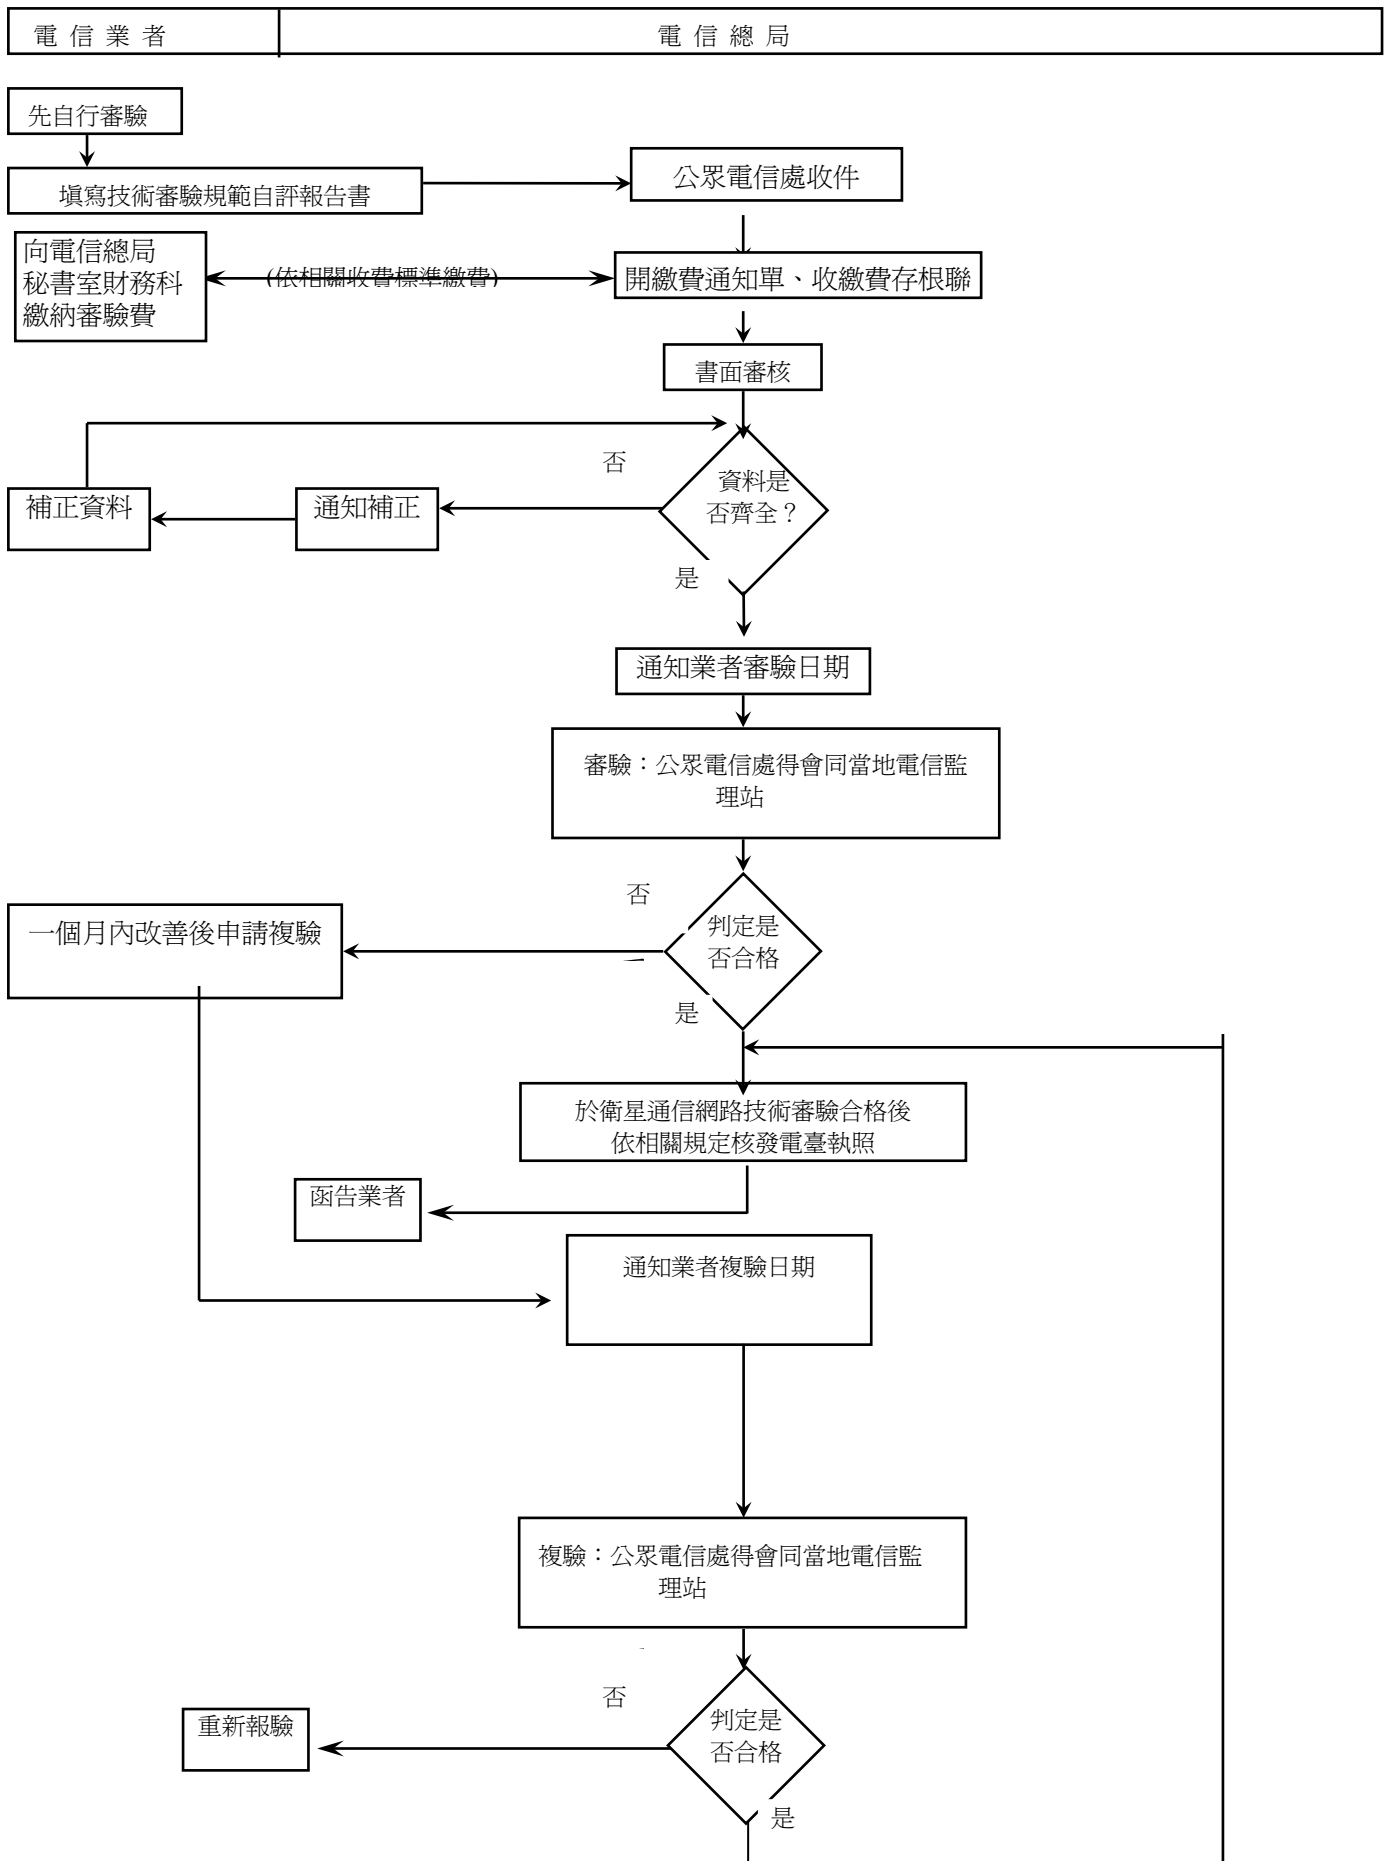 電信業者
電信總局
先自行審驗
填寫技術審驗規範自評報告書
公眾電信處收件
向電信總局
秘書室財務科
繳納審驗費
(依相關收費標準繳費)
開繳費通知單、收繳費存根聯
書面審核
否
資料是
否齊全？
補正資料
通知補正
是
通知業者審驗日期
審驗：公眾電信處得會同當地電信監
理站
否
判定是
否合格
一個月內改善後申請複驗
是
於衛星通信網路技術審驗合格後
依相關規定核發電臺執照
函告業者
通知業者複驗日期
複驗：公眾電信處得會同當地電信監
理站
否
判定是
否合格
重新報驗
是